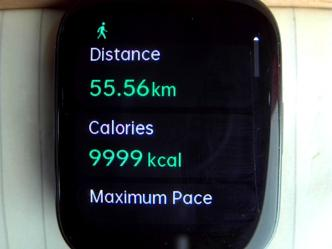 Distance
55.56km
Calories
9999 kcal
Maximum Pace